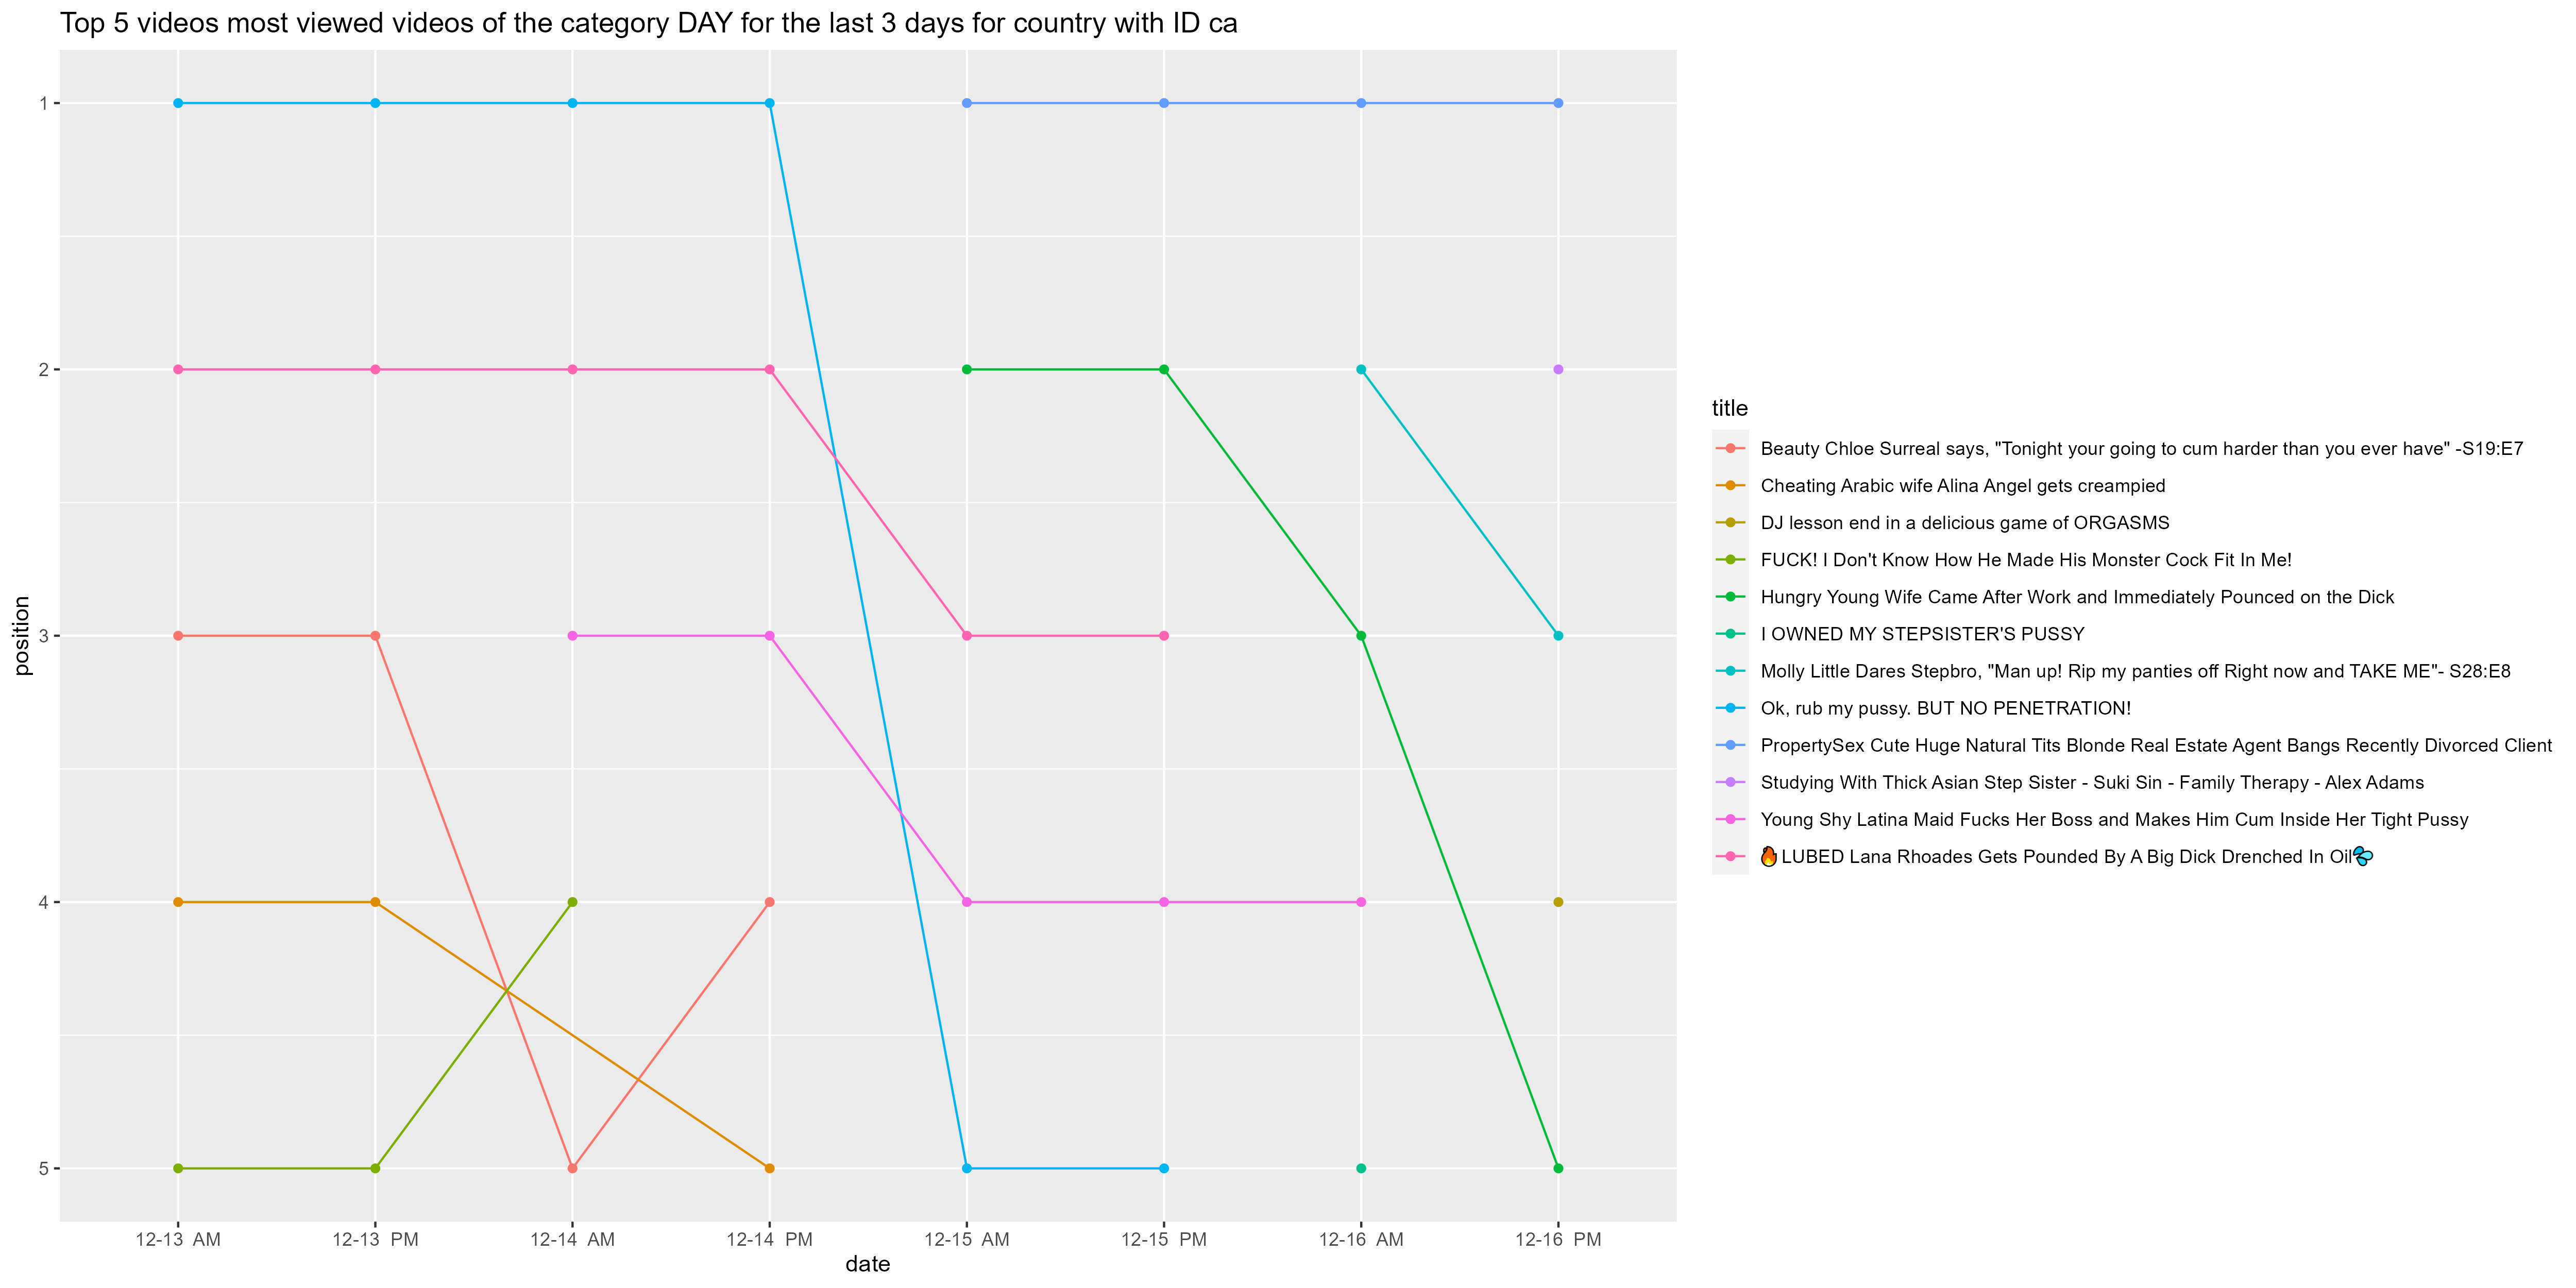 Top 5 videos most viewed videos of the category DAY for the last 3 days for country with ID ca
position
1
2
3
4
5
12-13 AM
12-13 PM
12-14 AM
12-14 PM
12-15 AM
12-15 PM
12-16 AM
12-16 PM
date
title
Beauty Chloe Surreal says, "Tonight your going to cum harder than you ever have" -S19:E7
Cheating Arabic wife Alina Angel gets creampied
DJ lesson end in a delicious game of ORGASMS
FUCK! I Don't Know How He Made His Monster Cock Fit In Me!
Hungry Young Wife Came After Work and Immediately Pounced on the Dick
I OWNED MY STEPSISTER'S PUSSY
Molly Little Dares Stepbro, "Man up! Rip my panties off Right now and TAKE ME"- S28:E8
Ok, rub my pussy. BUT NO PENETRATION!
PropertySex Cute Huge Natural Tits Blonde Real Estate Agent Bangs Recently Divorced Client
Studying With Thick Asian Step Sister - Suki Sin - Family Therapy - Alex Adams
Young Shy Latina Maid Fucks Her Boss and Makes Him Cum Inside Her Tight Pussy
🔥LUBED Lana Rhoades Gets Pounded By A Big Dick Drenched In Oil💦